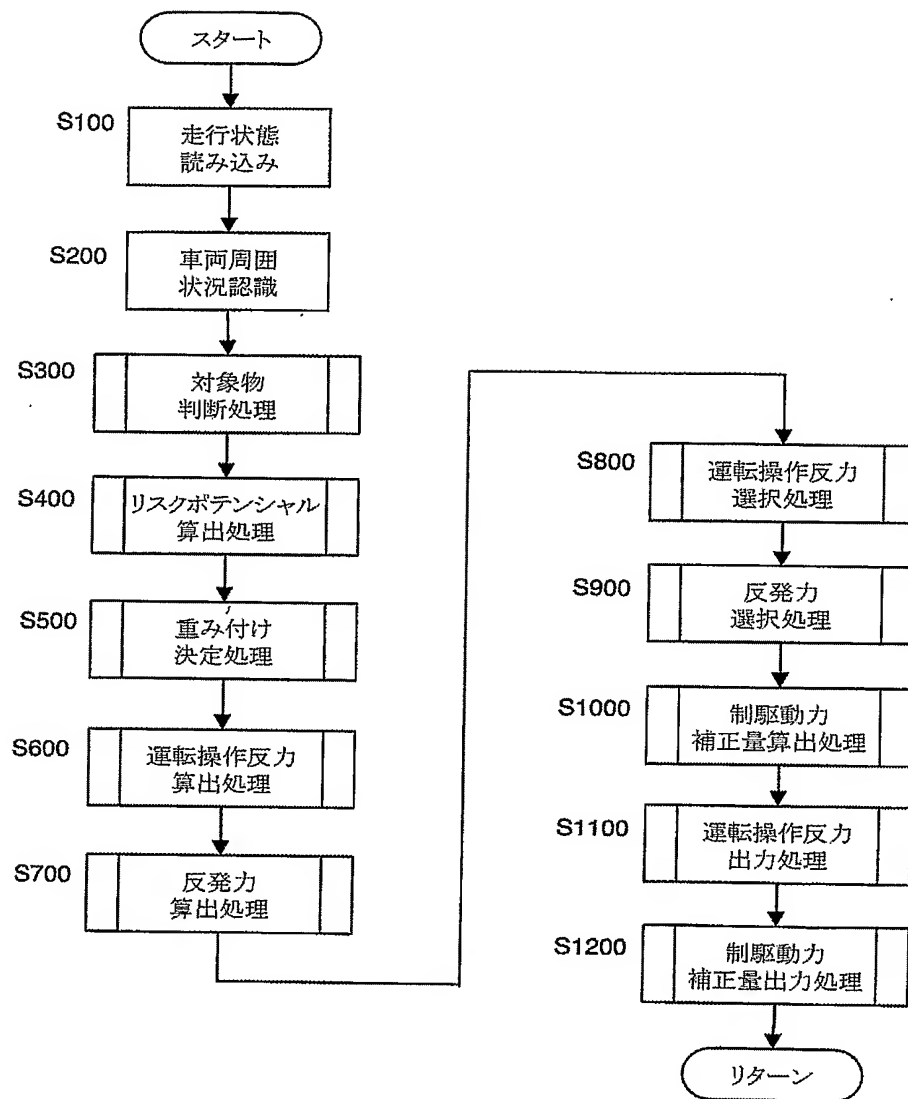 スタート
S100
走行状態
読み込み
S200
車両周囲
状況認識
S300
対象物
判断処理
S400
リスクポテンシャル
算出処理
S500
重み付け
決定処理
S600
運転操作反力
算出処理
S700
反発力
算出処理
S800
運転操作反力
選択処理
S900
反発力
選択処理
S1000
制駆動力
補正量算出処理
S1100
運転操作反力
出力処理
S1200
制駆動力
補正量出力処理
リターン